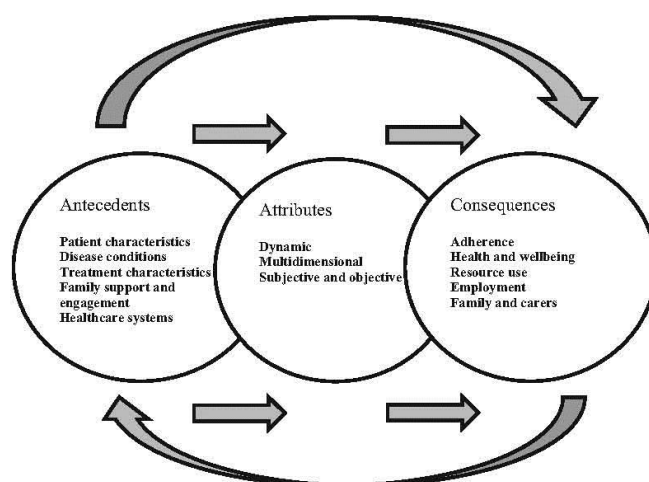 Antecedents
Patient characteristics
Disease conditions
Treatment characteristics
Family support and
engagement
Healthcare systems
Attributes
Dynamic
Multidimensional
Subjective and objective
Consequences
Adherence
Health and wellbeing
Resource use
Employment
Family and carers